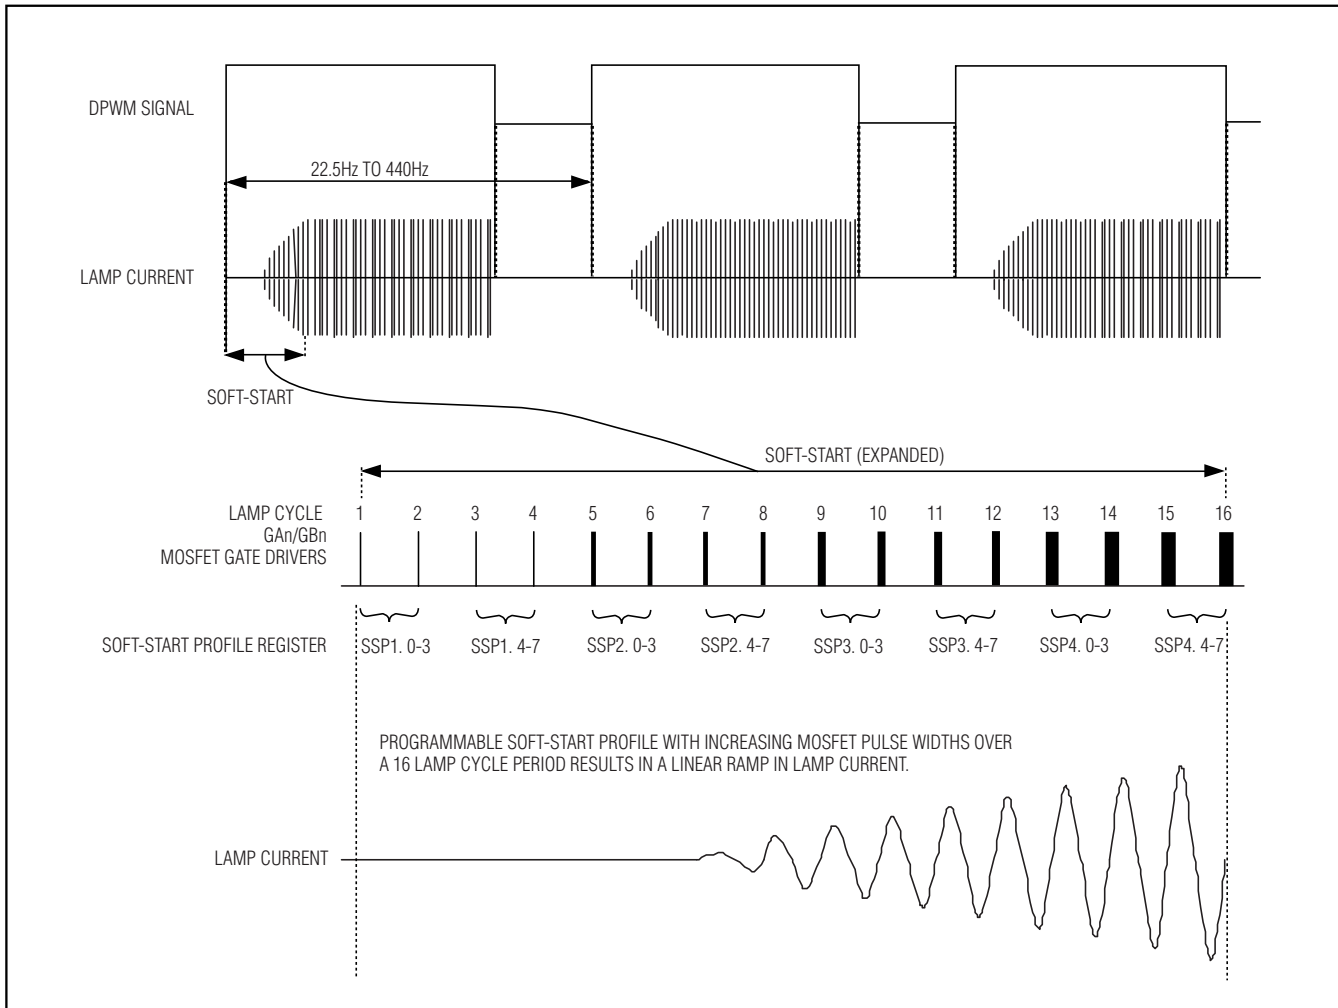 DPWM SIGNAL
22.5Hz TO 440Hz
LAMP CURRENT
SOFT-START
SOFT-START (EXPANDED)
LAMP CYCLE 1 2 3 4 5 6 7 8 9 10 11 12 13 14 15 16
GAn/GBn
MOSFET GATE DRIVERS
SOFT-START PROFILE REGISTER SSP1. 0-3 SSP1. 4-7 SSP2. 0-3 SSP2. 4-7 SSP3. 0-3 SSP3. 4-7 SSP4. 0-3 SSP4. 4-7
PROGRAMMABLE SOFT-START PROFILE WITH INCREASING MOSFET PULSE WIDTHS OVER
A 16 LAMP CYCLE PERIOD RESULTS IN A LINEAR RAMP IN LAMP CURRENT.
LAMP CURRENT